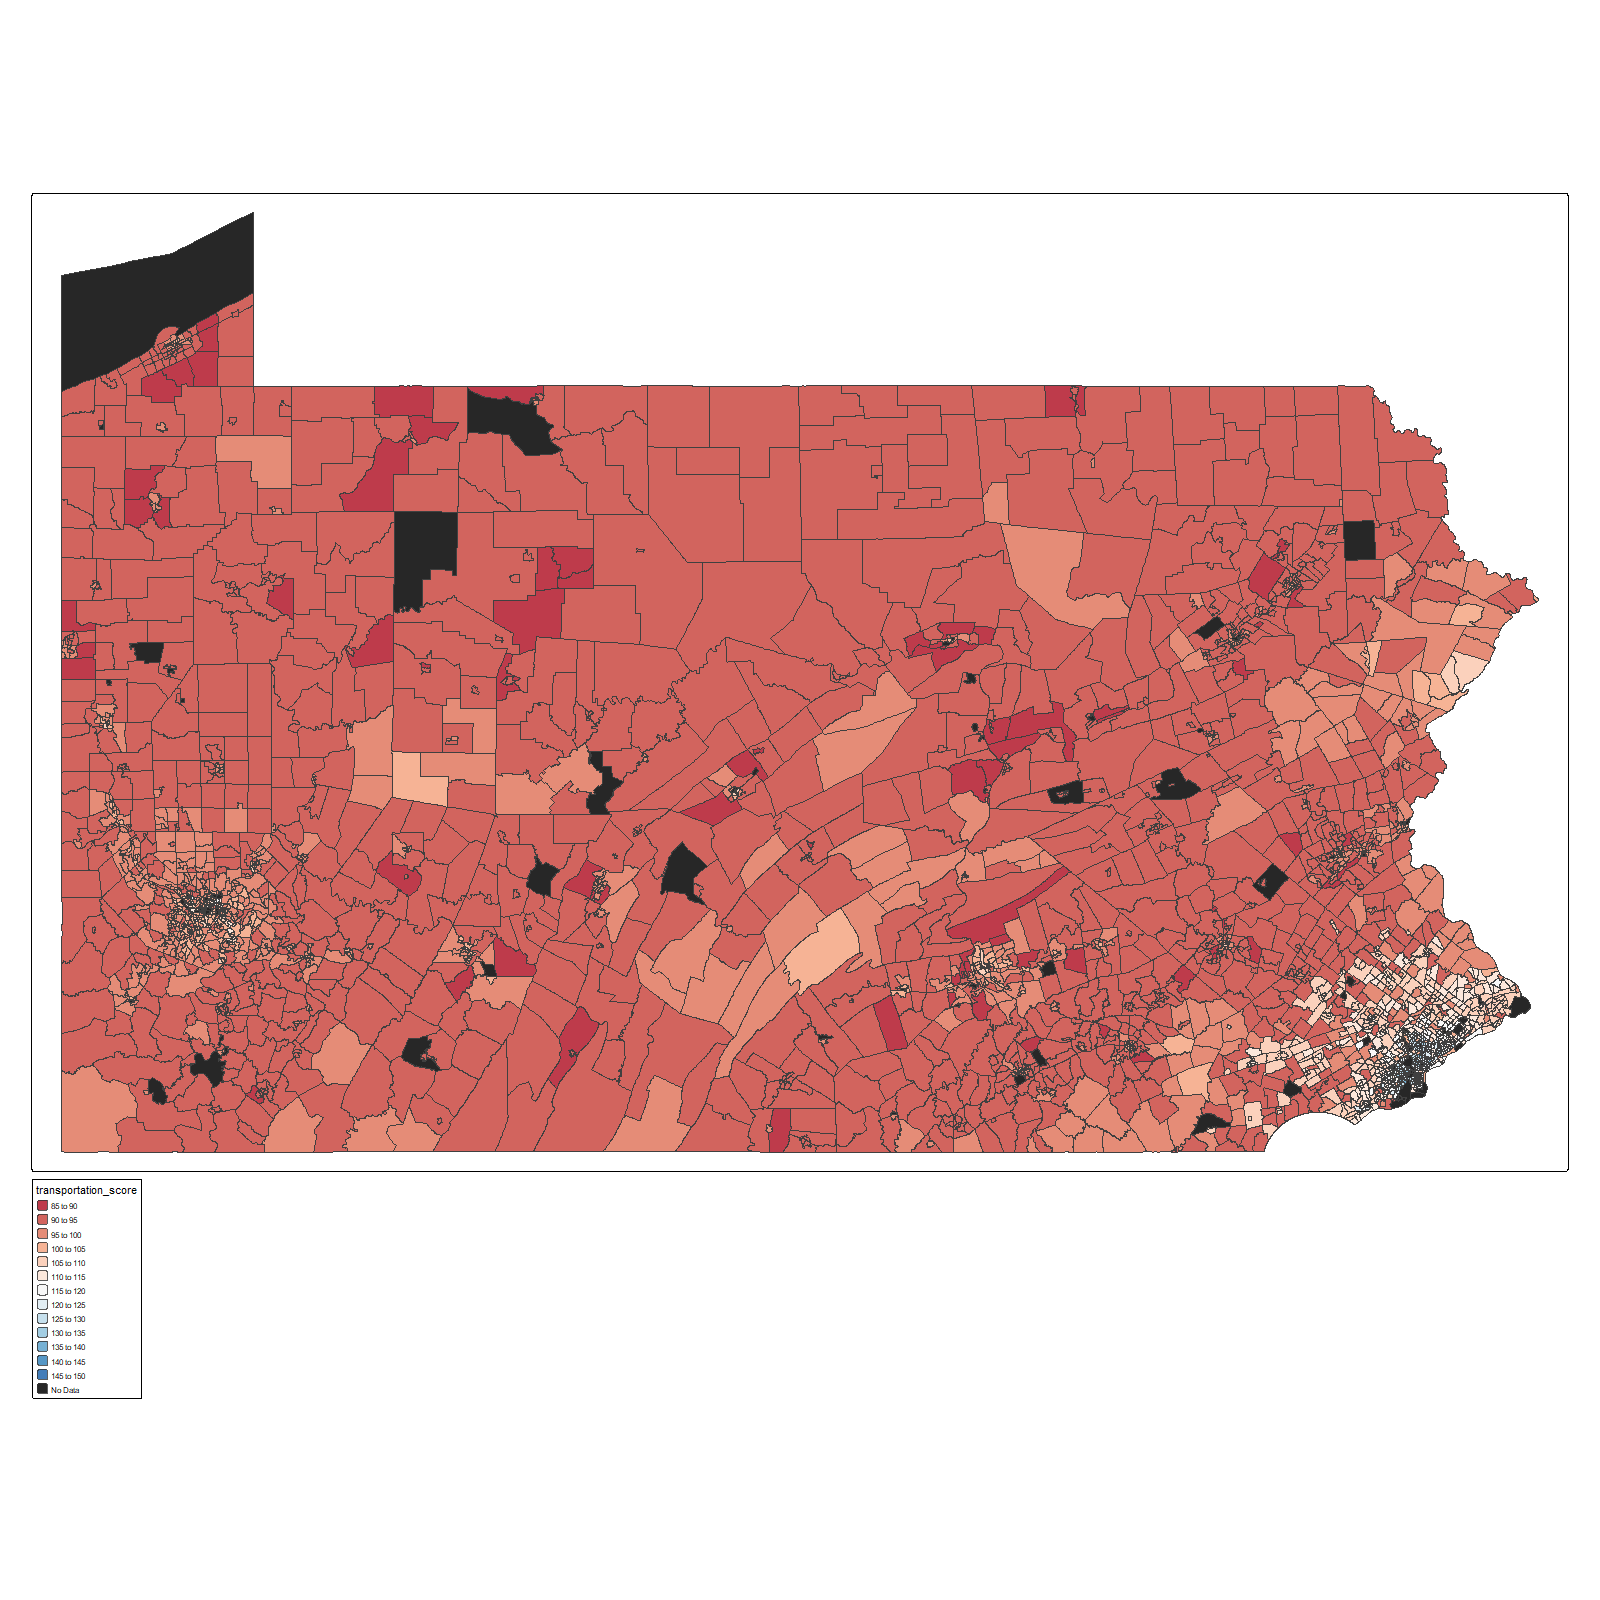 transportation_score
85 to 90
90 to 95
95 to 100
100 to 105
105 to 110
110 to 115
115 to 120
120 to 125
125 to 130
130 to 135
135 to 140
140 to 145
145 to 150
No Data